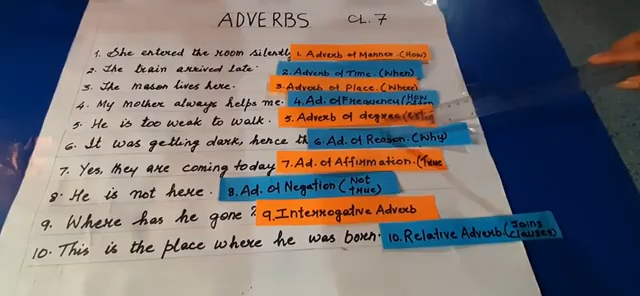 ADVERBS CL. 7
1. She entered the room silently 1. Adverb of Manner. (How)
2. The train arrived late. 2. Adverb of Time. (When)
3. The mason lives here. 3. Adverb of Place. (Where)
4. My mother always helps me. 4. Ad. of Frequency (How
5. He is too weak to walk. 5. Adverb of degree
6. It was getting dark, hence 6. Ad. of Reason. (Why)
7. Yes, they are coming today 7. Ad. of Affirmation. (True
8. He is not here. 8. Ad. of Negation (Not TRUE)
9. Where has he gone? 9. Interrogative Adverb
10. This is the place where he was born. 10. Relative Adverb (Joins clauses)